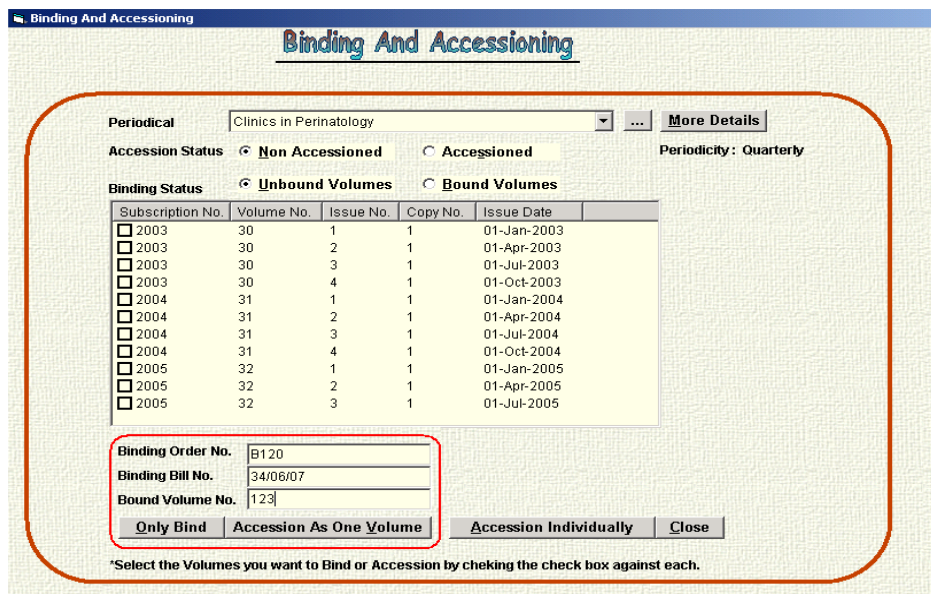 Binding And Accessioning
Binding And Accessioning
Periodical Clinics in Perinatology ... More Details
Accession Status Non Accessioned Accessioned Periodicity : Quarterly
Binding Status Unbound Volumes Bound Volumes
Subscription No. Volume No. Issue No. Copy No. Issue Date
2003 30 1 1 01-Jan-2003
2003 30 2 1 01-Apr-2003
2003 30 3 1 01-Jul-2003
2003 30 4 1 01-Oct-2003
2004 31 1 1 01-Jan-2004
2004 31 2 1 01-Apr-2004
2004 31 3 1 01-Jul-2004
2004 31 4 1 01-Oct-2004
2005 32 1 1 01-Jan-2005
2005 32 2 1 01-Apr-2005
2005 32 3 1 01-Jul-2005
Binding Order No. B120
Binding Bill No. 34/06/07
Bound Volume No. 123
Only Bind Accession As One Volume Accession Individually Close
*Select the Volumes you want to Bind or Accession by cheking the check box against each.